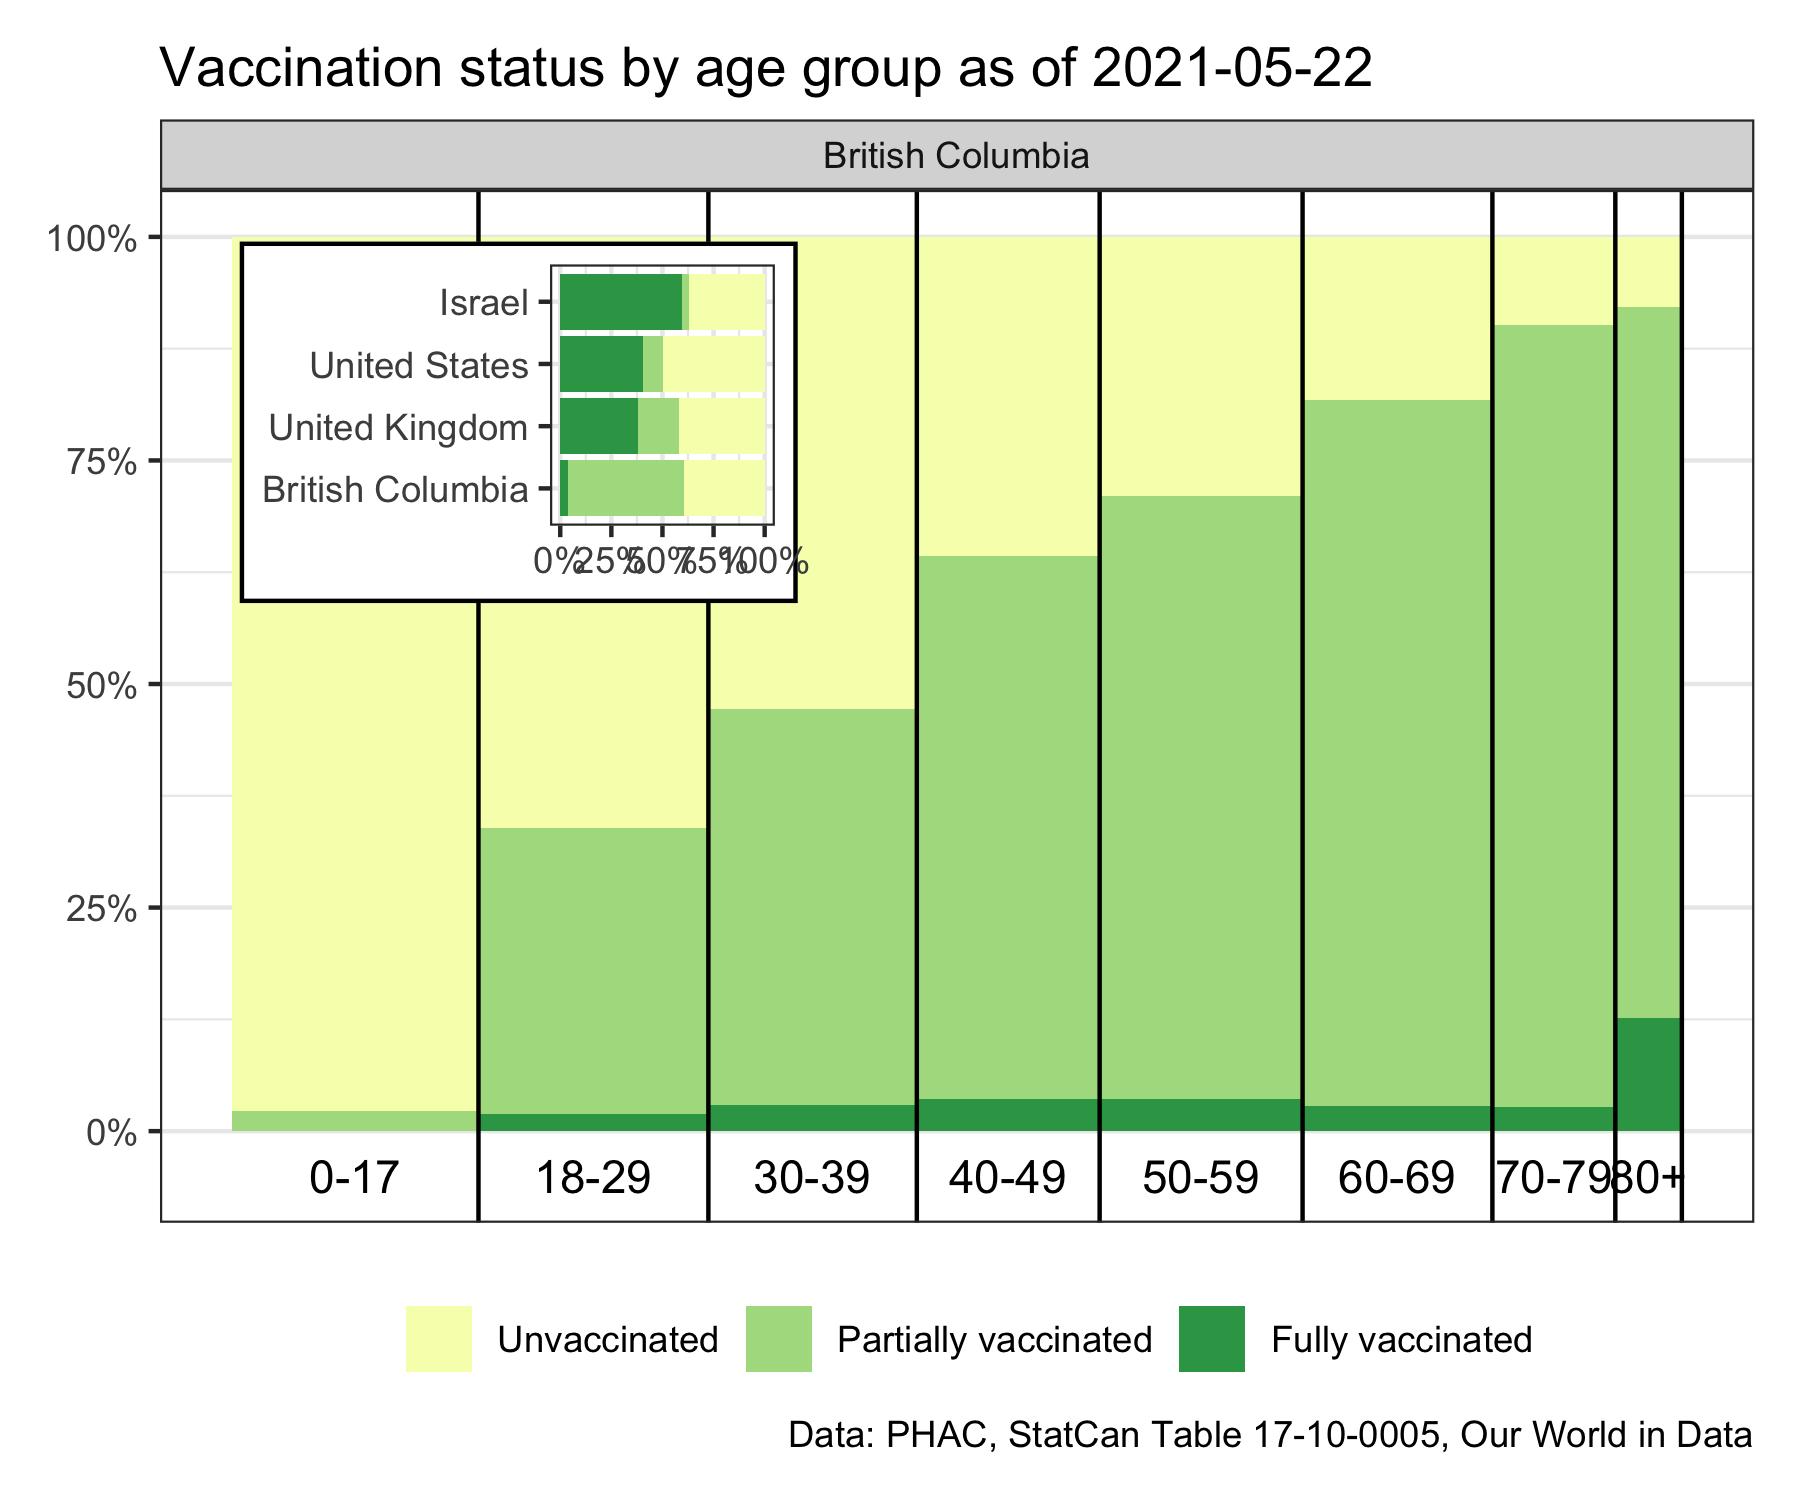 Vaccination status by age group as of 2021-05-22
British Columbia
100%
75%
50%
25%
0%
Israel
United States
United Kingdom
British Columbia
0% 25% 50% 75% 100%
0-17 18-29 30-39 40-49 50-59 60-69 70-79 80+
Unvaccinated Partially vaccinated Fully vaccinated
Data: PHAC, StatCan Table 17-10-0005, Our World in Data